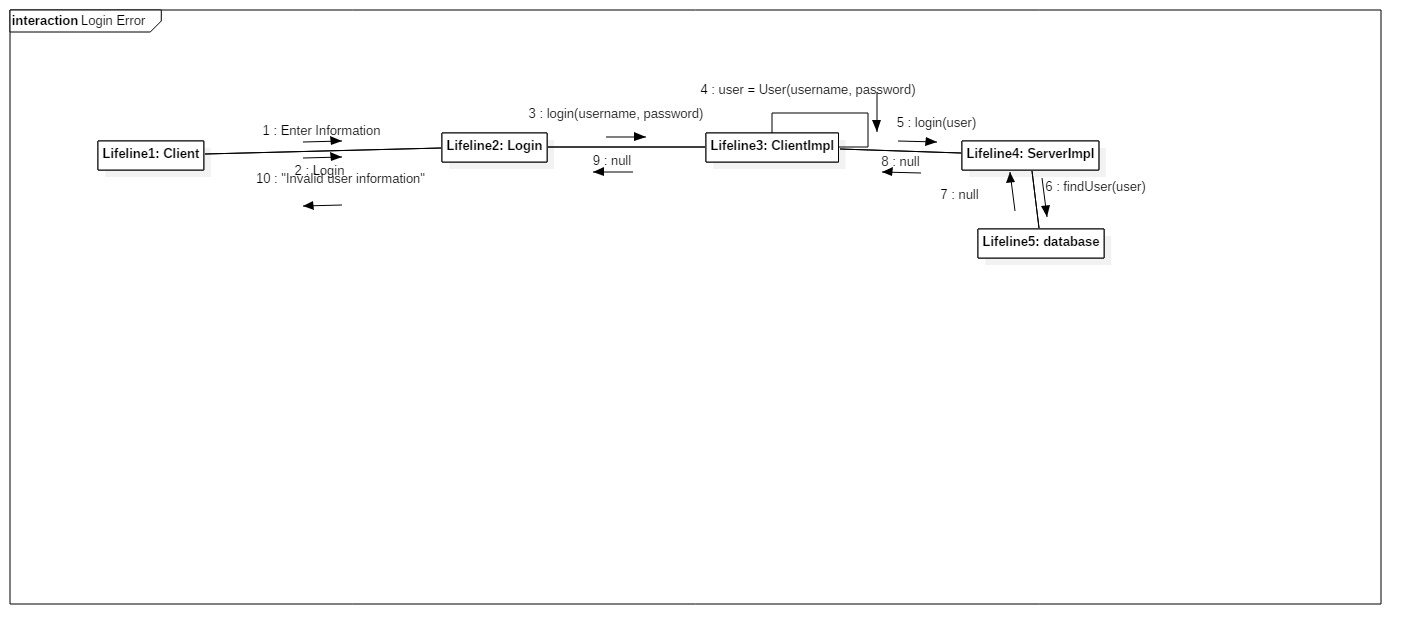 interaction Login Error
4 : user = User(username, password)
3 : login(username, password)
1 : Enter Information
5 : login(user)
Lifeline1: Client
Lifeline2: Login
Lifeline3: ClientImpl
Lifeline4: ServerImpl
2 : Login
9 : null
8 : null
10 : "Invalid user information"
7 : null
6 : findUser(user)
Lifeline5: database